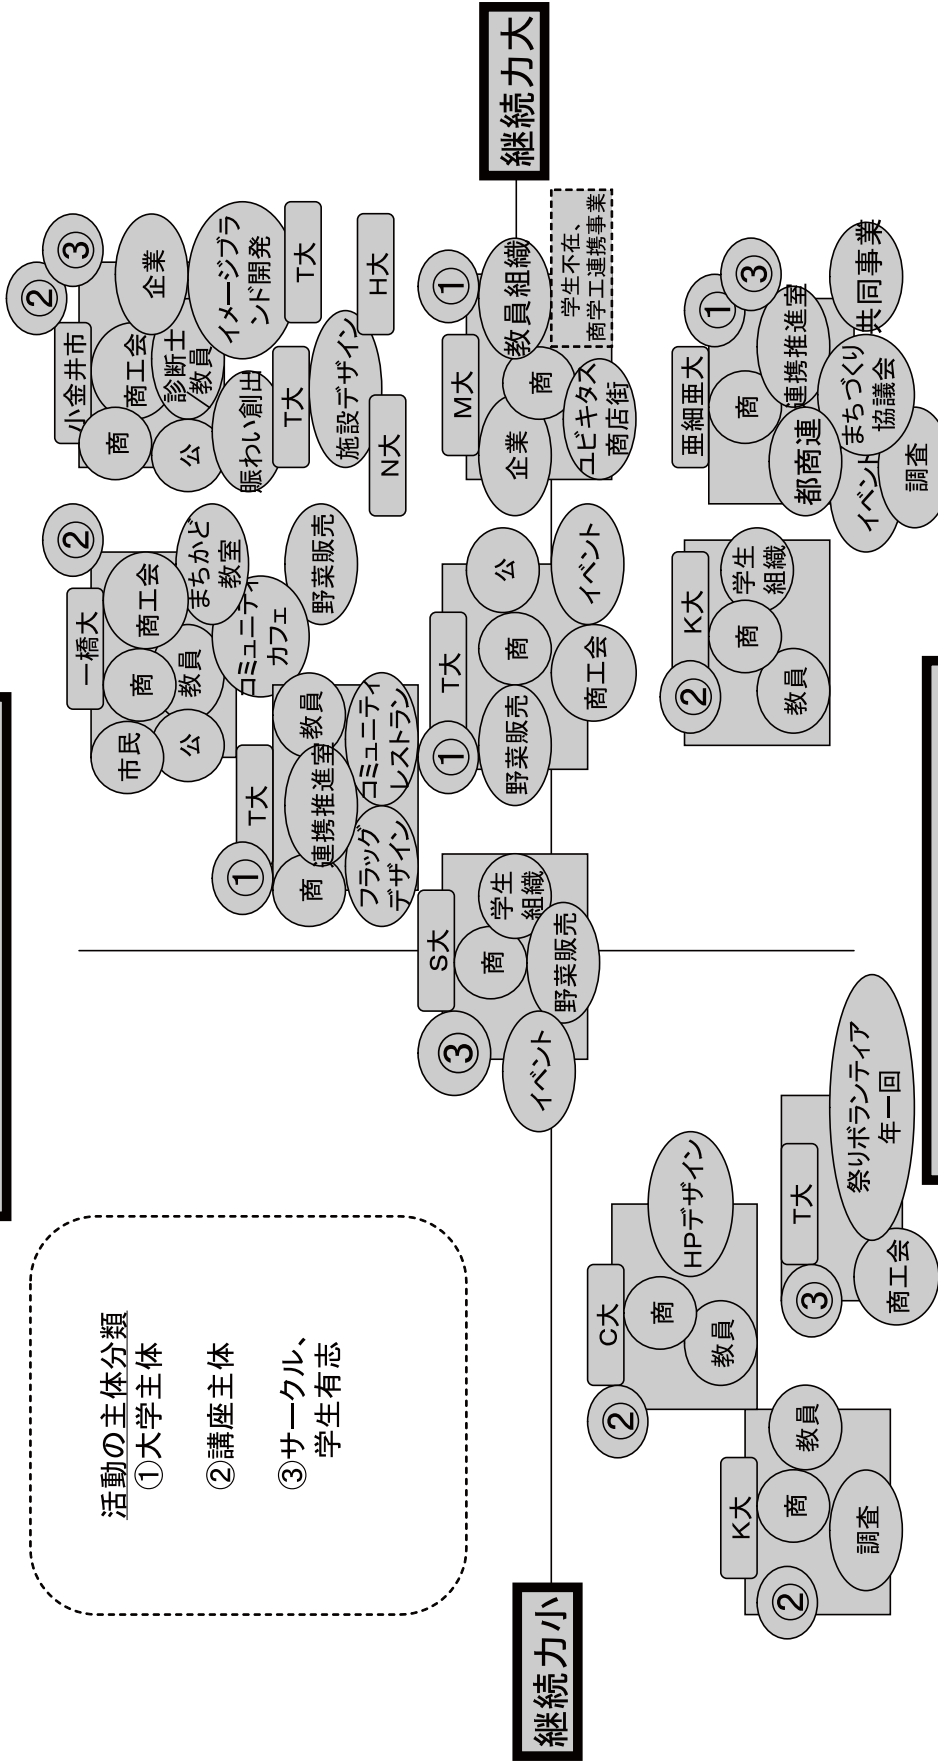 活動の主体分類
①大学主体
②講座主体
③サークル、
学生有志
継続力小
継続力大
一橋大
②
市民
商
商工会
公
教員
まちかど
教室
コミュニティ
カフェ
野菜販売
小金井市
②
③
商
商工会
企業
公
診断士
教員
賑わい創出
イメージブラ
ンド開発
T大
T大
施設デザイン
N大
H大
T大
①
商
連携推進室
教員
フラッグ
デザイン
コミュニティ
レストラン
S大
③
商
学生
組織
イベント
野菜販売
T大
①
野菜販売
商
公
商工会
イベント
M大
①
企業
商
教員組織
ユビキタス
商店街
学生不在、
商学工連携事業
C大
②
商
教員
HPデザイン
K大
②
商
教員
調査
T大
③
商工会
祭りボランティア
年一回
K大
②
教員
商
学生
組織
亜細亜大
①
③
商
都商連
連携推進室
イベント
まちづくり
協議会
共同事業
調査